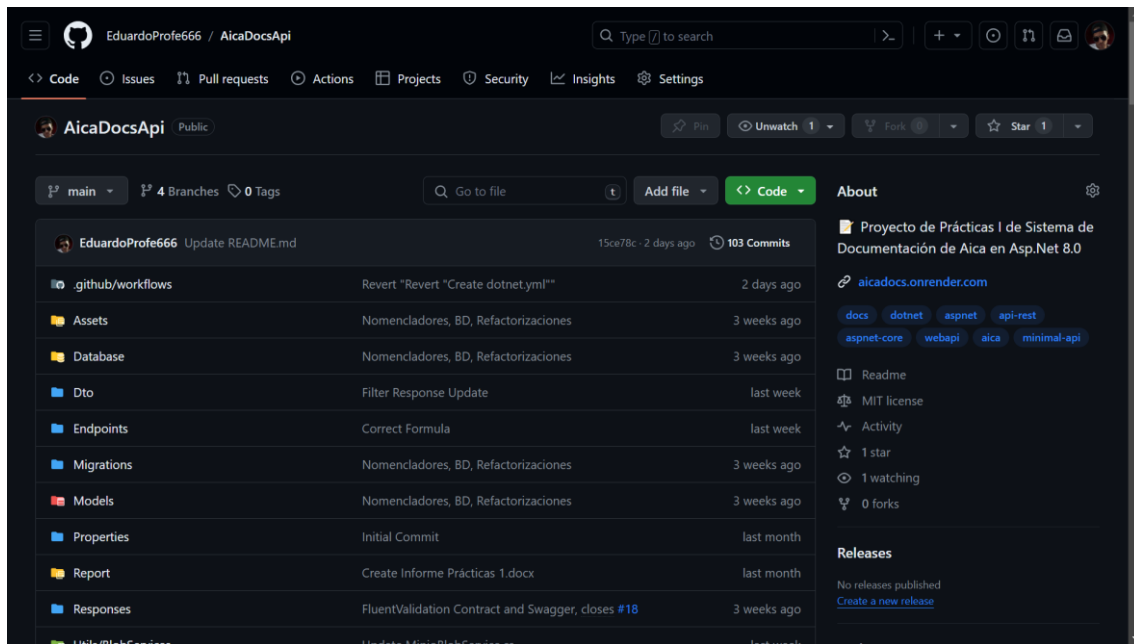 EduardoProfe666 / AicaDocsApi
Type / to search
Code Issues Pull requests Actions Projects Security Insights Settings
AicaDocsApi Public
Pin Unwatch 1 Fork 0 Star 1
main 4 Branches 0 Tags Go to file t Add file Code
EduardoProfe666 Update README.md 15ce78c · 2 days ago 103 Commits
.github/workflows Revert "Revert "Create dotnet.yml"" 2 days ago
Assets Nomencladores, BD, Refactorizaciones 3 weeks ago
Database Nomencladores, BD, Refactorizaciones 3 weeks ago
Dto Filter Response Update last week
Endpoints Correct Formula last week
Migrations Nomencladores, BD, Refactorizaciones 3 weeks ago
Models Nomencladores, BD, Refactorizaciones 3 weeks ago
Properties Initial Commit last month
Report Create Informe Prácticas 1.docx last month
Responses FluentValidation Contract and Swagger, closes #18 3 weeks ago
About
Proyecto de Prácticas I de Sistema de
Documentación de Aica en Asp.Net 8.0
aicadocs.onrender.com
docs dotnet aspnet api-rest
aspnet-core webapi aica minimal-api
Readme
MIT license
Activity
1 star
1 watching
0 forks
Releases
No releases published
Create a new release